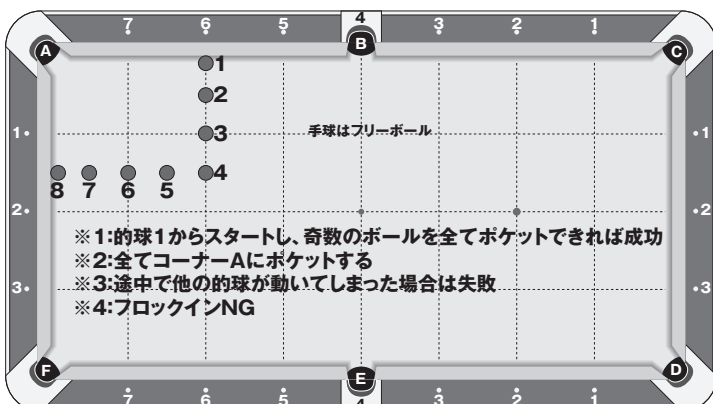 7 6 5 4 3 2 1
A B C
1
2
手球はフリーボール
1 3 1
8 7 6 5 4
2 2
※1:的球1からスタートし、奇数のボールを全てポケットできれば成功
※2:全てコーナーAにポケットする
※3:途中で他の的球が動いてしまった場合は失敗
3 3
※4:フロックインNG
F E D
7 6 5 4 3 2 1